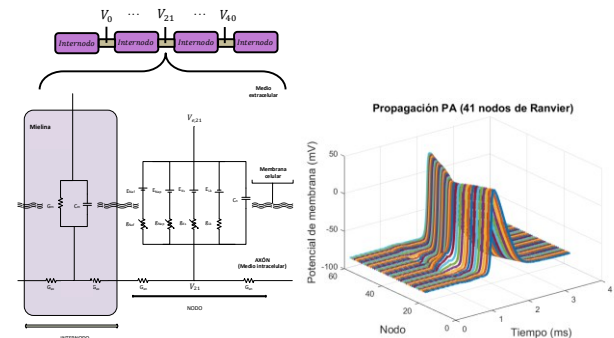 V₀ ... V₂₁ ... V₄₀
Internodo Internodo Internodo Internodo
Medio
extracelular
Mielina
Vₑ,₂₁
Membrana
celular
AXÓN
(Medio Intracelular)
V₂₁
NODO
INTERNODO
Propagación PA (41 nodos de Ranvier)
Potencial de membrana (mV)
50
0
-50
-100
60
40
20
0
Nodo
0
1
2
3
4
Tiempo (ms)